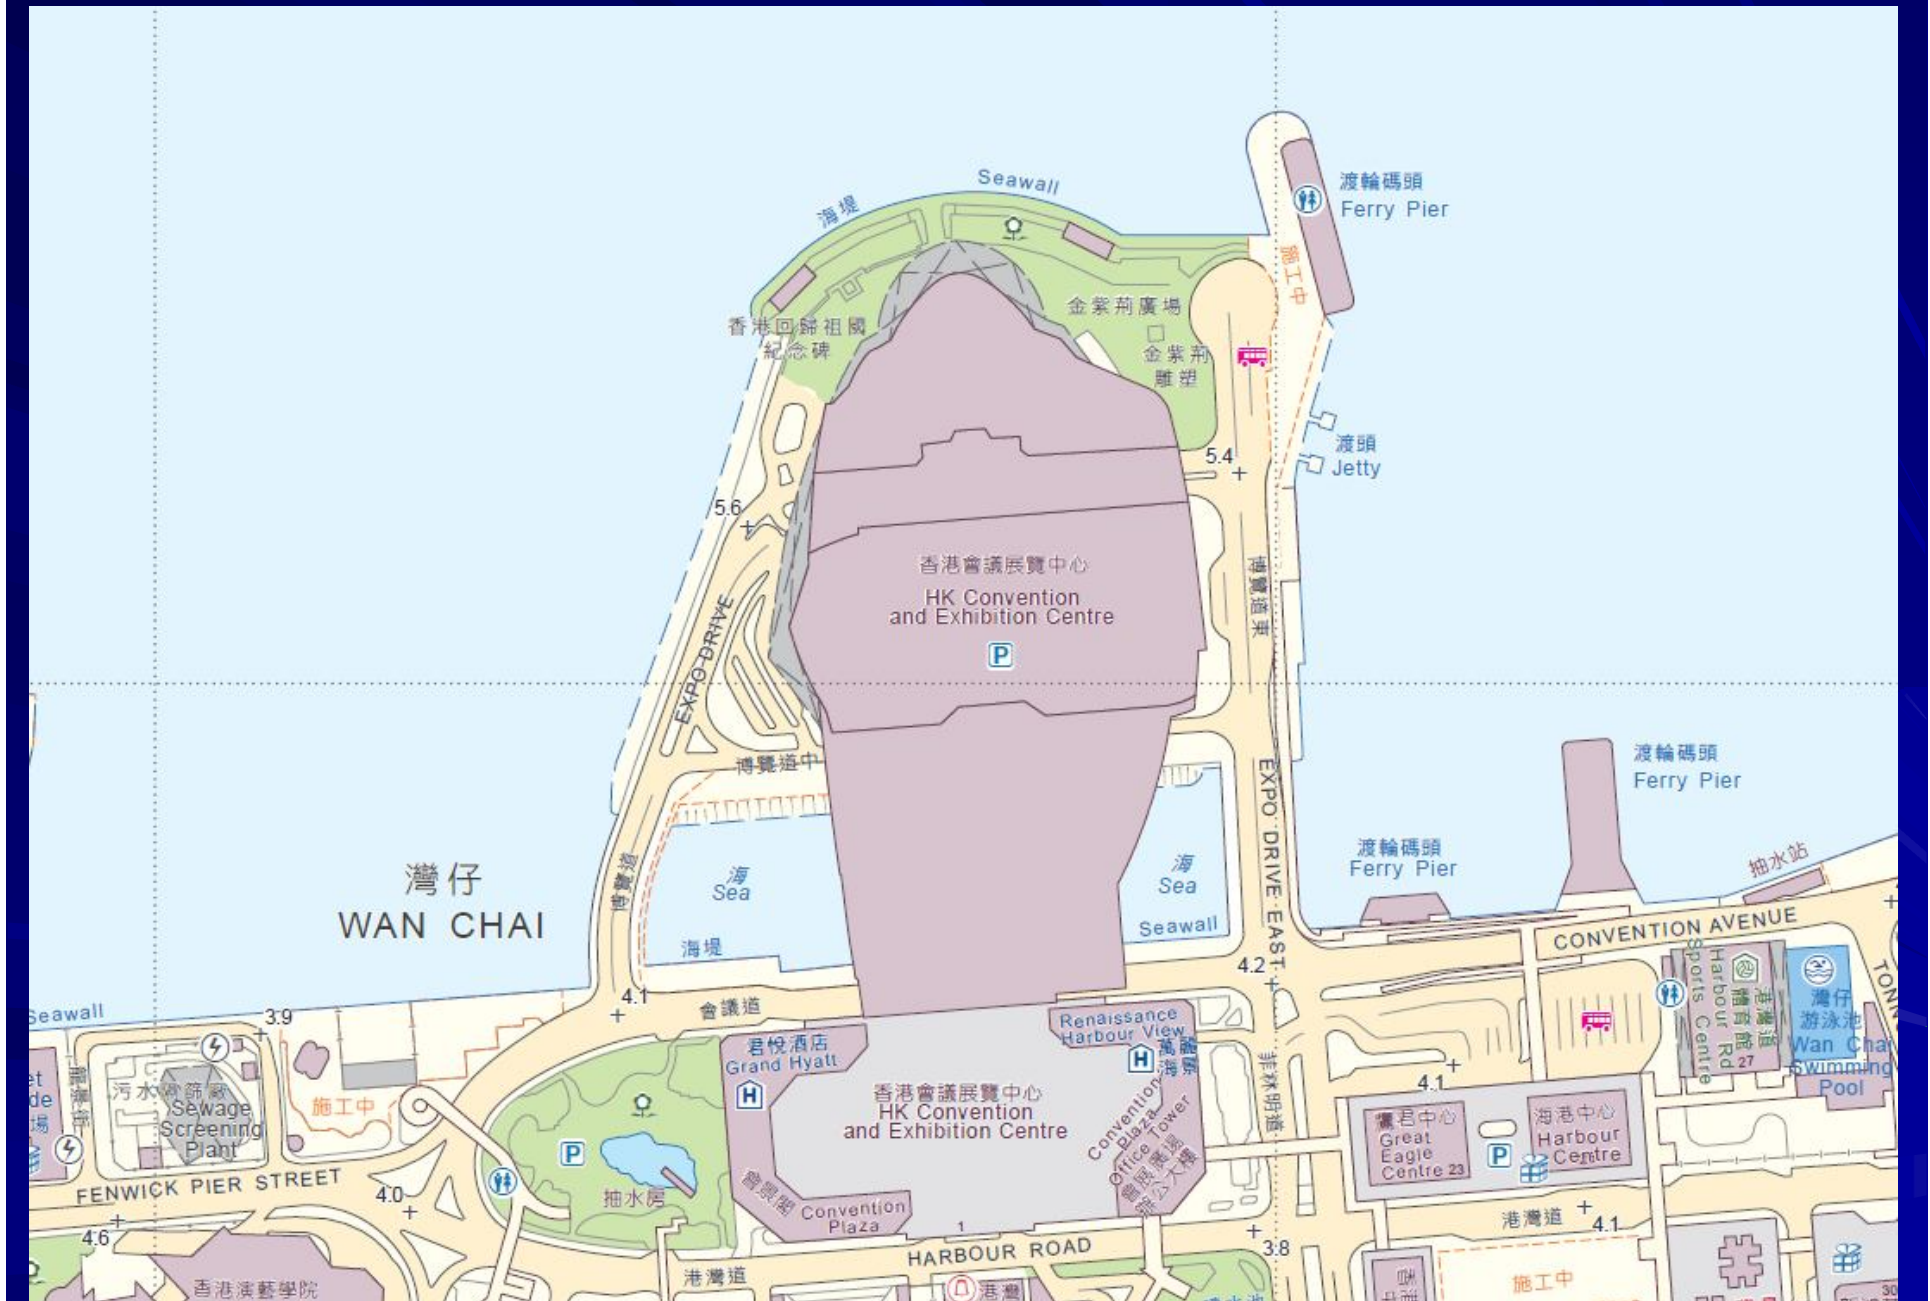 Seawall
海堤
渡輪碼頭
Ferry Pier
施工中
金紫荊廣場
香港回歸祖國
紀念碑
金紫荊
雕塑
渡頭
Jetty
5.4
5.6
香港會議展覽中心
HK Convention
and Exhibition Centre
P
博覽道東
EXPO DRIVE
博覽道中
渡輪碼頭
Ferry Pier
EXPO DRIVE EAST
渡輪碼頭
Ferry Pier
抽水站
博覽道
海
Sea
海
Sea
灣仔
WAN CHAI
海堤
Seawall
CONVENTION AVENUE
4.2
4.1
會議道
Seawall
3.9
君悅酒店
Grand Hyatt
H
Renaissance
Harbour View
萬麗
海景
H
港灣道
體育館
Harbour Rd
Sports Centre
27
灣仔
游泳池
Wan Chai
Swimming
Pool
菲林明道
4.1
污水
篩廠
Sewage
Screening
Plant
施工中
P
抽水房
香港會議展覽中心
HK Convention
and Exhibition Centre
Convention
Plaza
Office Tower
會展廣場
辦公大樓
會景閣
Convention
Plaza
1
Great
Eagle
Centre 23
P
海港中心
Harbour
Centre
FENWICK PIER STREET
4.0
4.6
HARBOUR ROAD
港灣道
3.8
港灣道
4.1
香港演藝學院
港灣
施工中
30